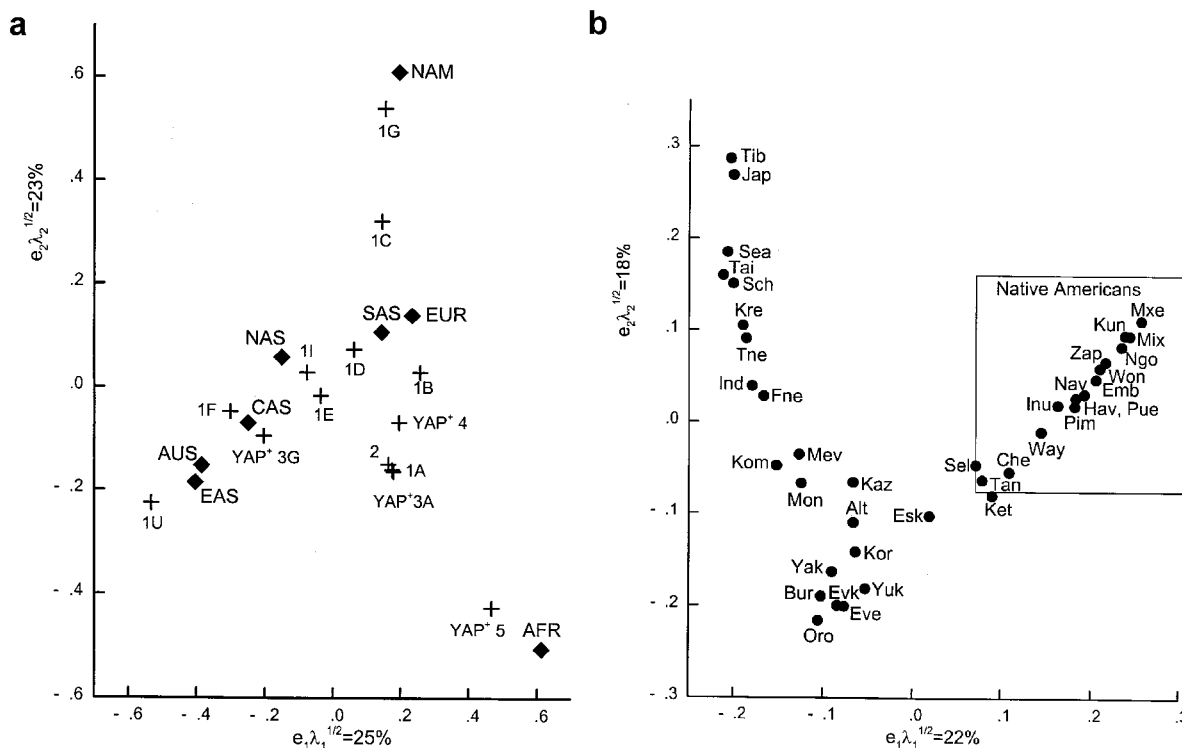 a
b
.6
.4
.2
.0
- .2
- .4
- .6
e₂λ₂^1/2=23%
- .6
- .4
- .2
.0
.2
.4
.6
e₁λ₁^1/2=25%
NAM
1G
1C
SAS
EUR
NAS
1I
1D
1B
1E
1F
CAS
YAP⁺ 4
YAP⁺ 3G
AUS
2
1A
EAS
YAP⁺3A
1U
YAP⁺ 5
AFR
.3
.2
.1
.0
- .1
- .2
- .3
e₂λ₂^1/2=18%
- .2
- .1
.0
.1
.2
.3
e₁λ₁^1/2=22%
Tib
Jap
Sea
Tai
Sch
Kre
Tne
Ind
Fne
Kom
Mev
Mon
Kaz
Alt
Esk
Kor
Yak
Bur
Evk
Yuk
Eve
Oro
Native Americans
Mxe
Kun
Mix
Ngo
Zap
Won
Emb
Nav
Inu
Hav, Pue
Pim
Way
Sel
Che
Tan
Ket